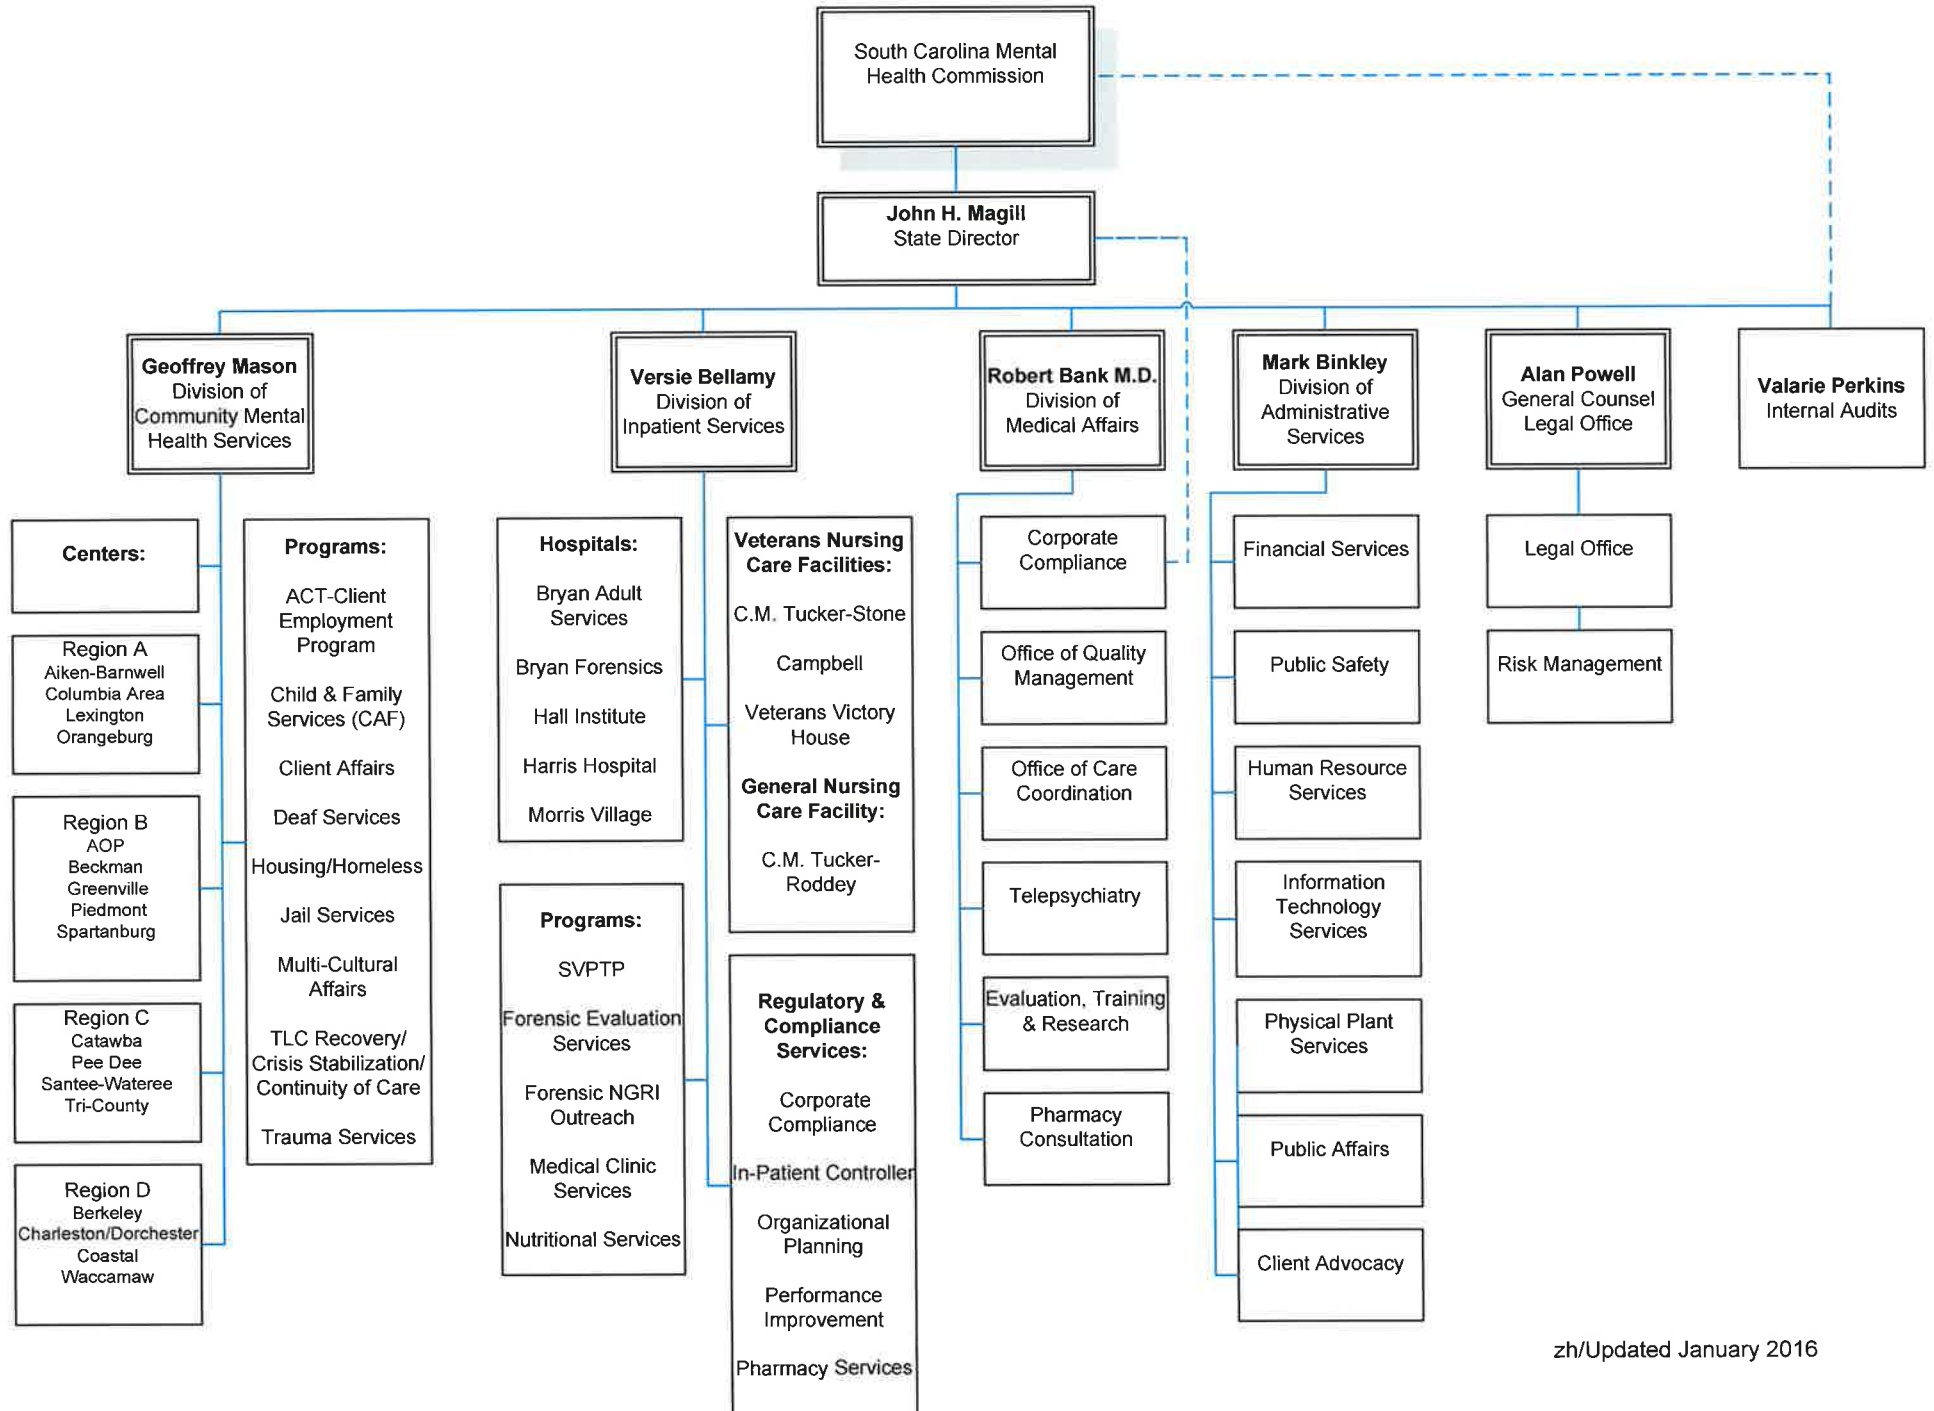 South Carolina Mental
Health Commission
John H. Magill
State Director
Geoffrey Mason
Division of
Community Mental
Health Services
Versie Bellamy
Division of
Inpatient Services
Robert Bank M.D.
Division of
Medical Affairs
Mark Binkley
Division of
Administrative
Services
Alan Powell
General Counsel
Legal Office
Valarie Perkins
Internal Audits
Centers:
Region A
Aiken-Barnwell
Columbia Area
Lexington
Orangeburg
Region B
AOP
Beckman
Greenville
Piedmont
Spartanburg
Region C
Catawba
Pee Dee
Santee-Wateree
Tri-County
Region D
Berkeley
Charleston/Dorchester
Coastal
Waccamaw
Programs:
ACT-Client
Employment
Program
Child & Family
Services (CAF)
Client Affairs
Deaf Services
Housing/Homeless
Jail Services
Multi-Cultural
Affairs
TLC Recovery/
Crisis Stabilization/
Continuity of Care
Trauma Services
Hospitals:
Bryan Adult
Services
Bryan Forensics
Hall Institute
Harris Hospital
Morris Village
Programs:
SVPTP
Forensic Evaluation
Services
Forensic NGRI
Outreach
Medical Clinic
Services
Nutritional Services
Veterans Nursing
Care Facilities:
C.M. Tucker-Stone
Campbell
Veterans Victory
House
General Nursing
Care Facility:
C.M. Tucker-
Roddey
Regulatory &
Compliance
Services:
Corporate
Compliance
In-Patient Controller
Organizational
Planning
Performance
Improvement
Pharmacy Services
Corporate
Compliance
Office of Quality
Management
Office of Care
Coordination
Telepsychiatry
Evaluation, Training
& Research
Pharmacy
Consultation
Financial Services
Public Safety
Human Resource
Services
Information
Technology
Services
Physical Plant
Services
Public Affairs
Client Advocacy
Legal Office
Risk Management
zh/Updated January 2016